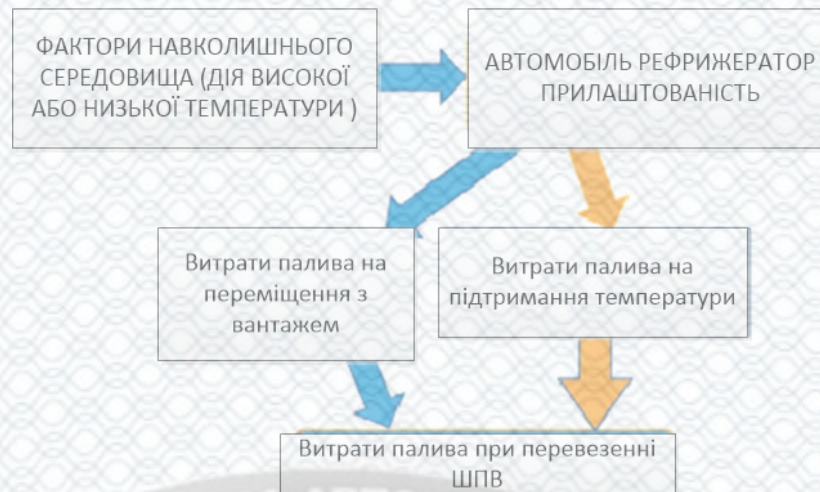 ФАКТОРИ НАВКОЛИШНЬОГО
СЕРЕДОВИЩА (ДІЯ ВИСОКОЇ
АБО НИЗЬКОЇ ТЕМПЕРАТУРИ )
АВТОМОБІЛЬ РЕФРИЖЕРАТОР
ПРИЛАШТОВАНІСТЬ
Витрати палива на
переміщення з
вантажем
Витрати палива на
підтримання температури
Витрати палива при перевезенні
ШПВ